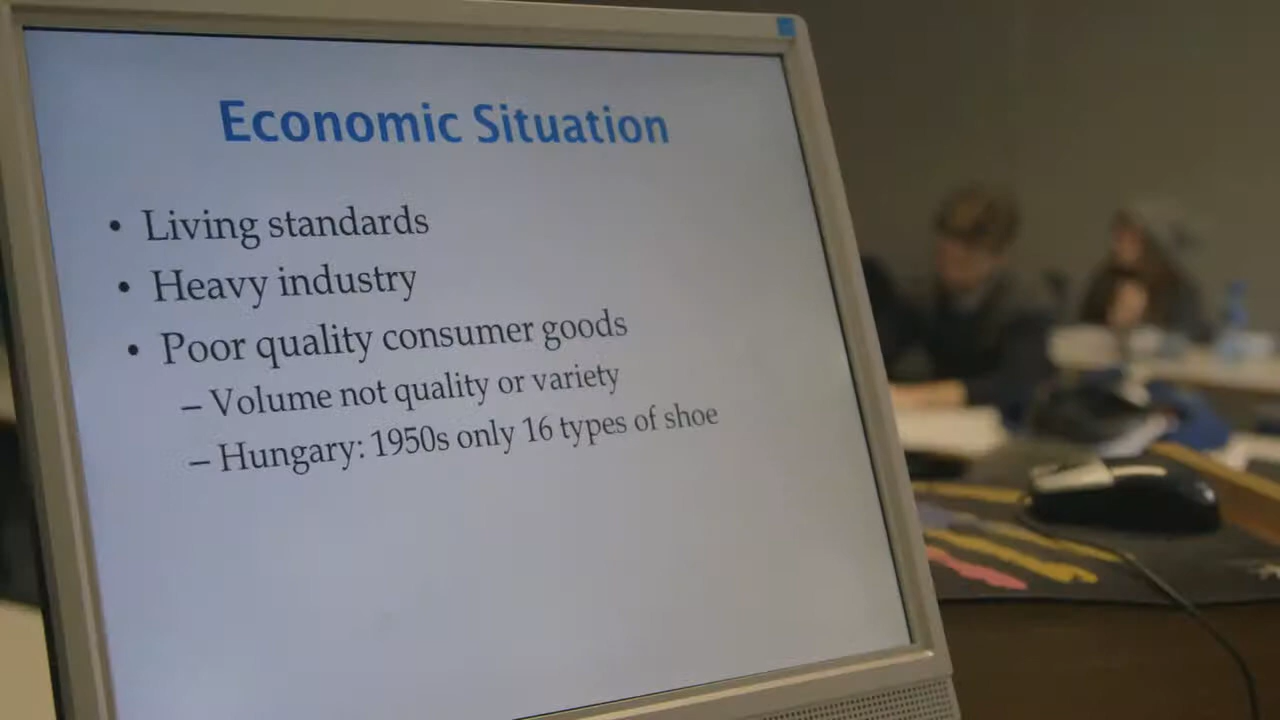 Economic Situation
• Living standards
• Heavy industry
• Poor quality consumer goods
– Volume not quality or variety
– Hungary: 1950s only 16 types of shoe